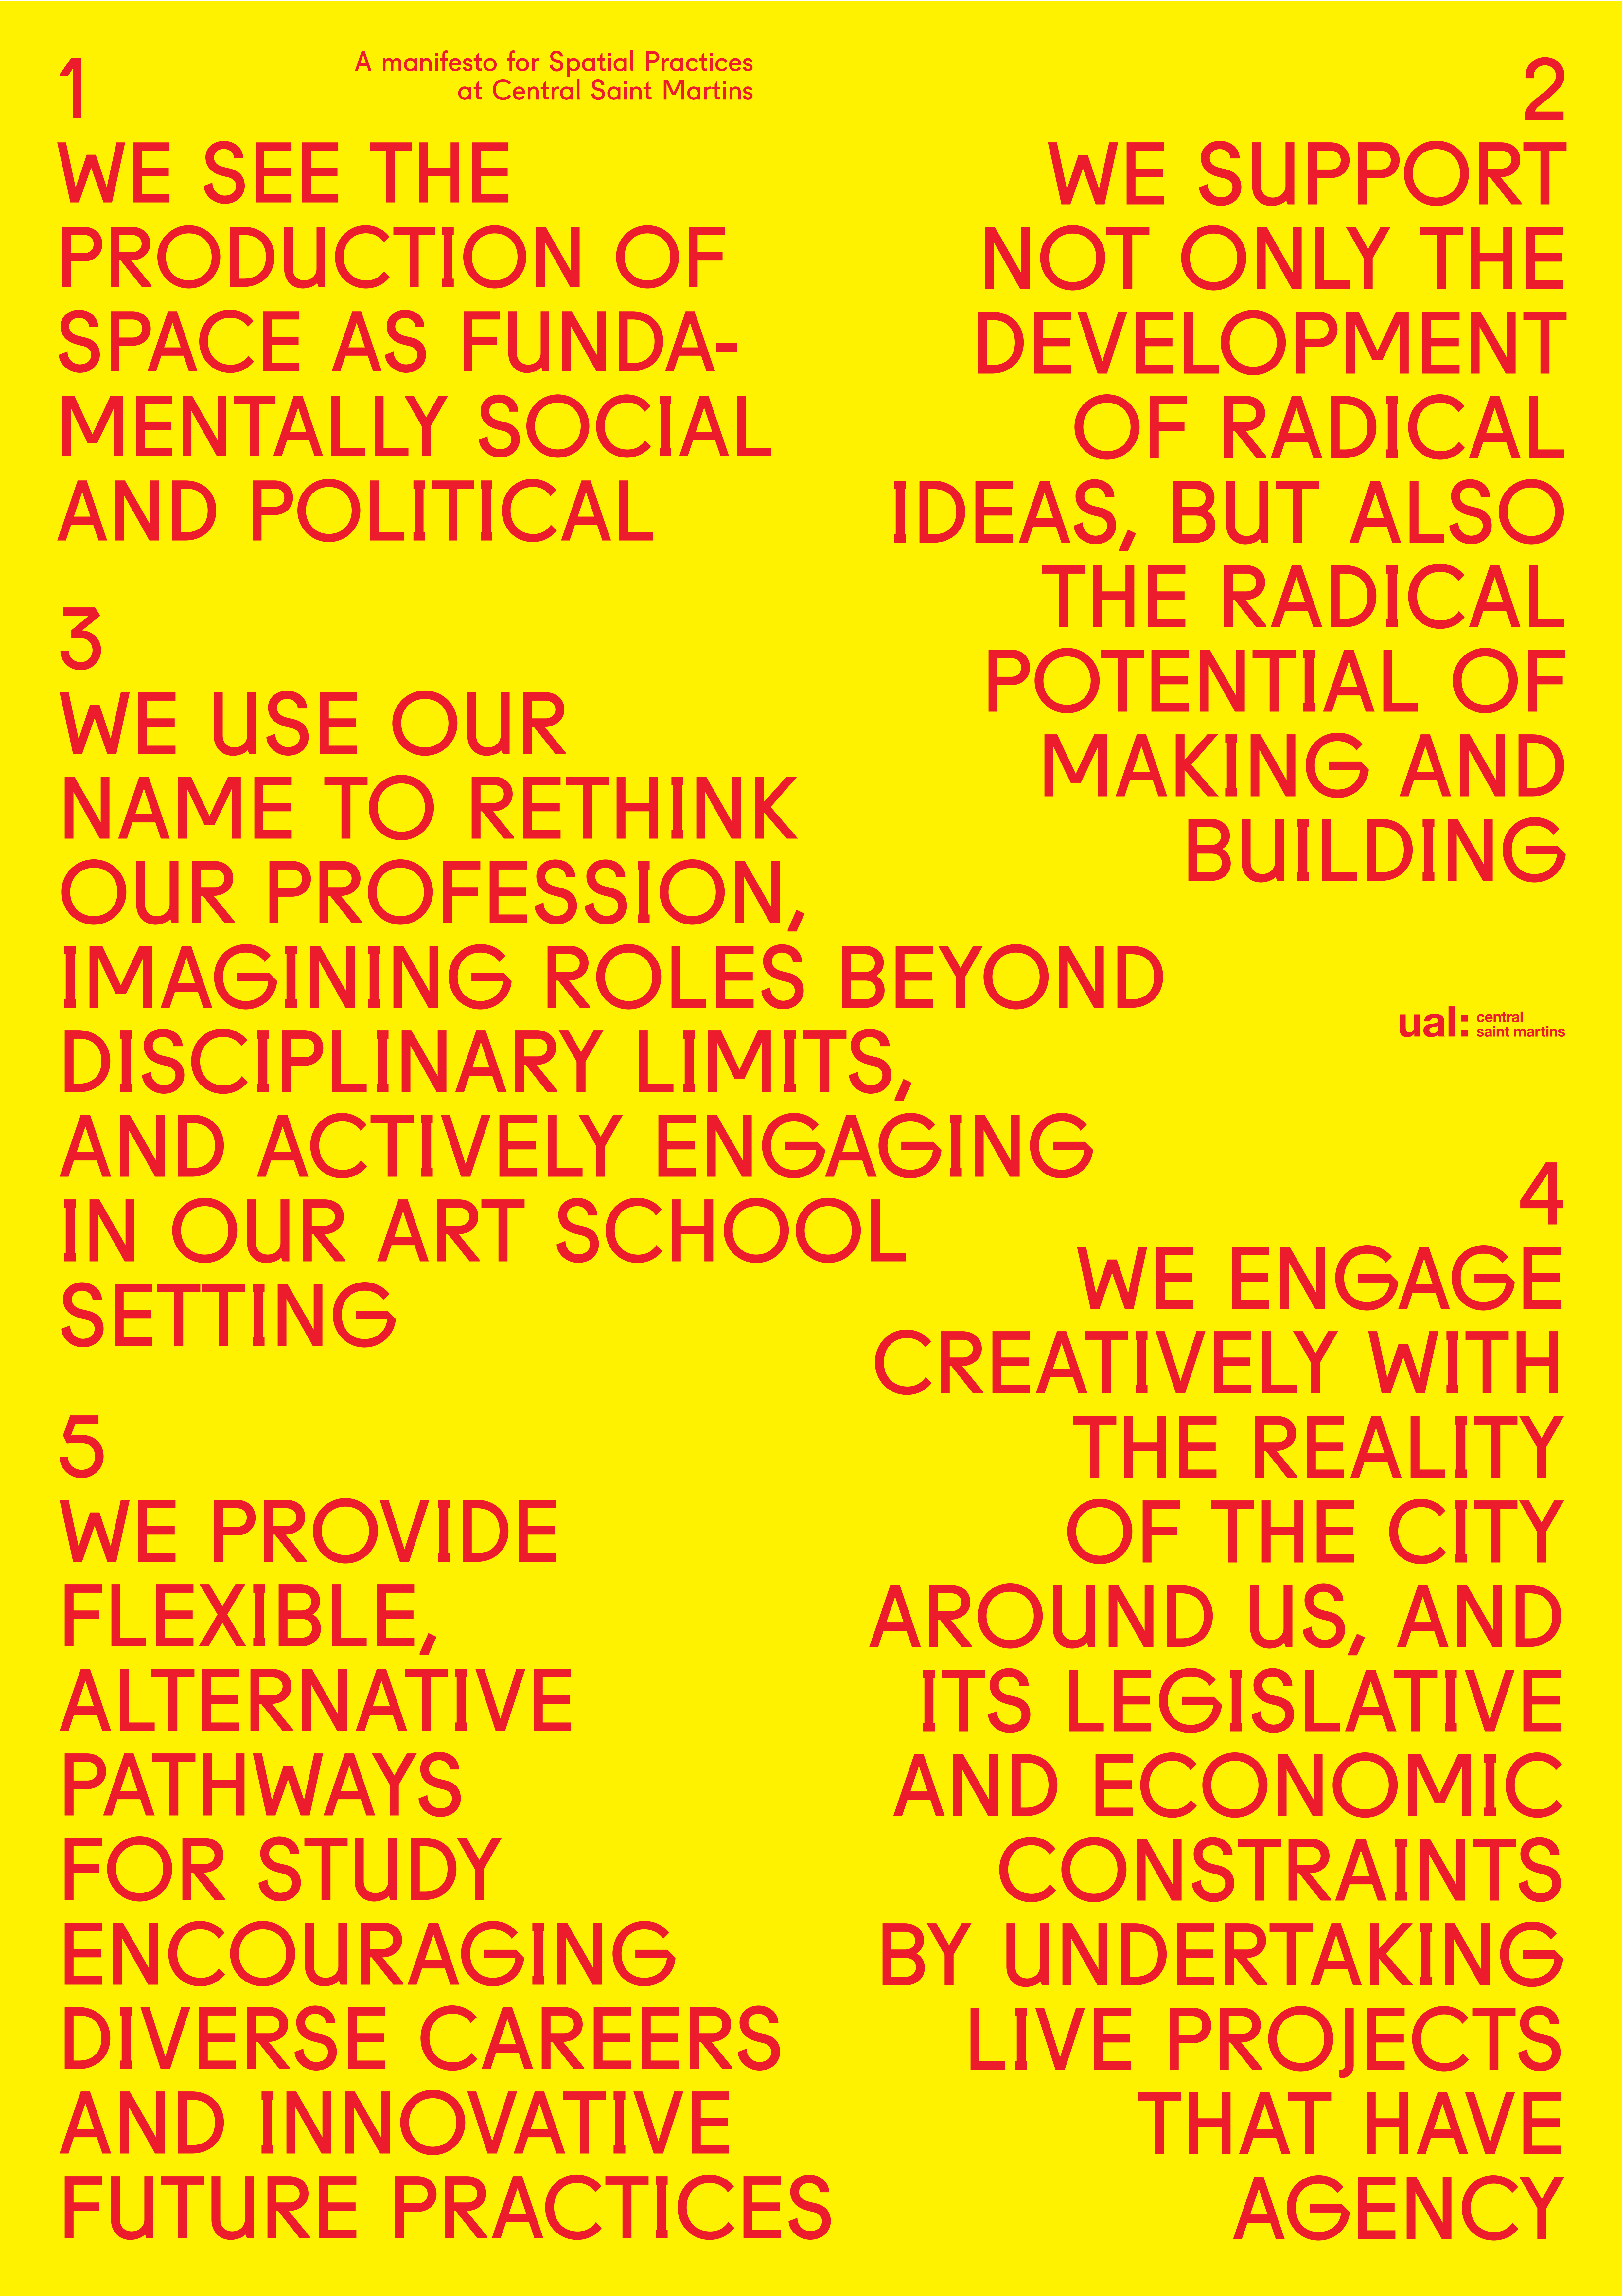 A manifesto for Spatial Practices
at Central Saint Martins
1
WE SEE THE
PRODUCTION OF
SPACE AS FUNDA-
MENTALLY SOCIAL
AND POLITICAL
2
WE SUPPORT
NOT ONLY THE
DEVELOPMENT
OF RADICAL
IDEAS, BUT ALSO
THE RADICAL
POTENTIAL OF
MAKING AND
BUILDING
3
WE USE OUR
NAME TO RETHINK
OUR PROFESSION,
IMAGINING ROLES BEYOND
DISCIPLINARY LIMITS,
AND ACTIVELY ENGAGING
IN OUR ART SCHOOL
SETTING
ual: central
saint martins
4
WE ENGAGE
CREATIVELY WITH
THE REALITY
OF THE CITY
AROUND US, AND
ITS LEGISLATIVE
AND ECONOMIC
CONSTRAINTS
BY UNDERTAKING
LIVE PROJECTS
THAT HAVE
AGENCY
5
WE PROVIDE
FLEXIBLE,
ALTERNATIVE
PATHWAYS
FOR STUDY
ENCOURAGING
DIVERSE CAREERS
AND INNOVATIVE
FUTURE PRACTICES